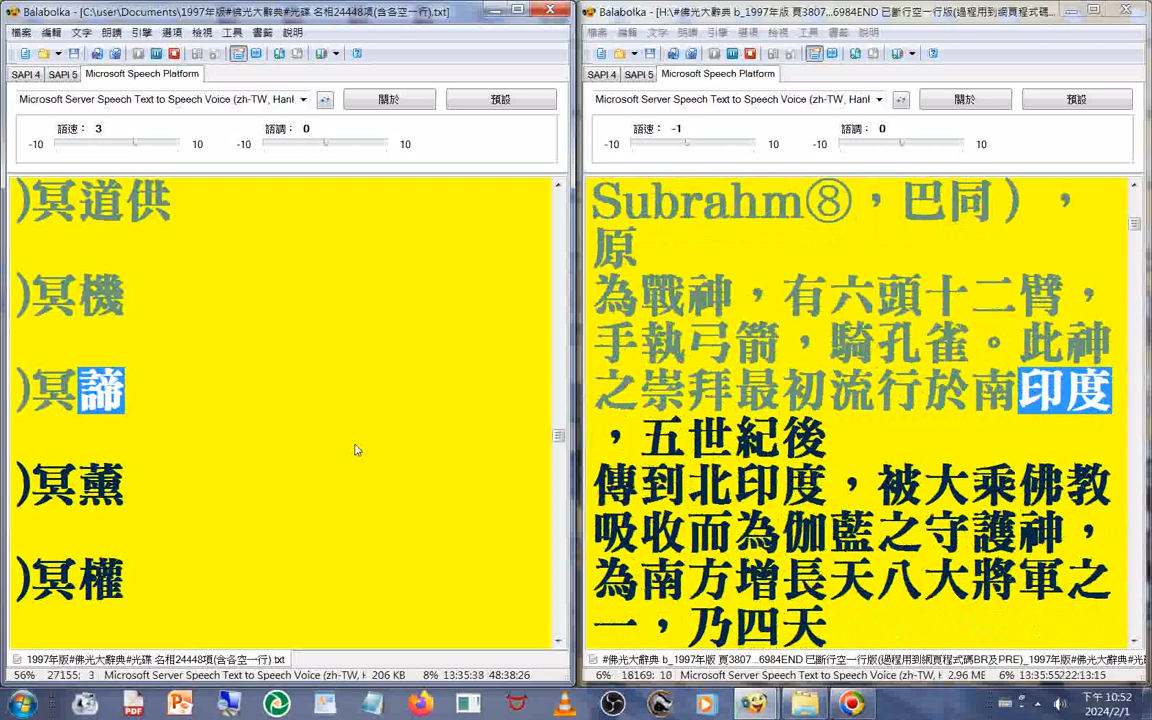 Balabolka - [C:\user\Documents\1997年版#佛光大辭典#光碟 名相24448項(含各空一行).txt]
檔案 編輯 文字 朗讀 引擎 選項 檢視 工具 書籤 說明
SAPI 4 SAPI 5 Microsoft Speech Platform
Microsoft Server Speech Text to Speech Voice (zh-TW, Hanl 關於 預設
語速： 3 語調： 0
-10 10 -10 10
)冥道供
)冥機
)冥諦
)冥薰
)冥權
1997年版#佛光大辭典#光碟 名相24448項(含各空一行).txt
56% 27155: 3 Microsoft Server Speech Text to Speech Voice (zh-TW, H 206 KB 8% 13:35:38 48:38:26
Balabolka - [H:\#佛光大辭典 b_1997年版 頁3807...6984END 已斷行空一行版(過程用到網頁程式碼...
檔案 編輯 文字 朗讀 引擎 選項 檢視 工具 書籤 說明
SAPI 4 SAPI 5 Microsoft Speech Platform
Microsoft Server Speech Text to Speech Voice (zh-TW, Hanl 關於 預設
語速： -1 語調： 0
-10 10 -10 10
Subrahm⑧，巴同），
原
為戰神，有六頭十二臂，
手執弓箭，騎孔雀。此神
之崇拜最初流行於南印度
，五世紀後
傳到北印度，被大乘佛教
吸收而為伽藍之守護神，
為南方增長天八大將軍之
一，乃四天
#佛光大辭典 b_1997年版 頁3807...6984END 已斷行空一行版(過程用到網頁程式碼BR及PRE)_1997年版#佛光大辭典#光
6% 18169: 10 Microsoft Server Speech Text to Speech Voice (zh-TW, H 2.96 ME 6% 13:35:55 222:13:15
下午 10:52
2024/2/1